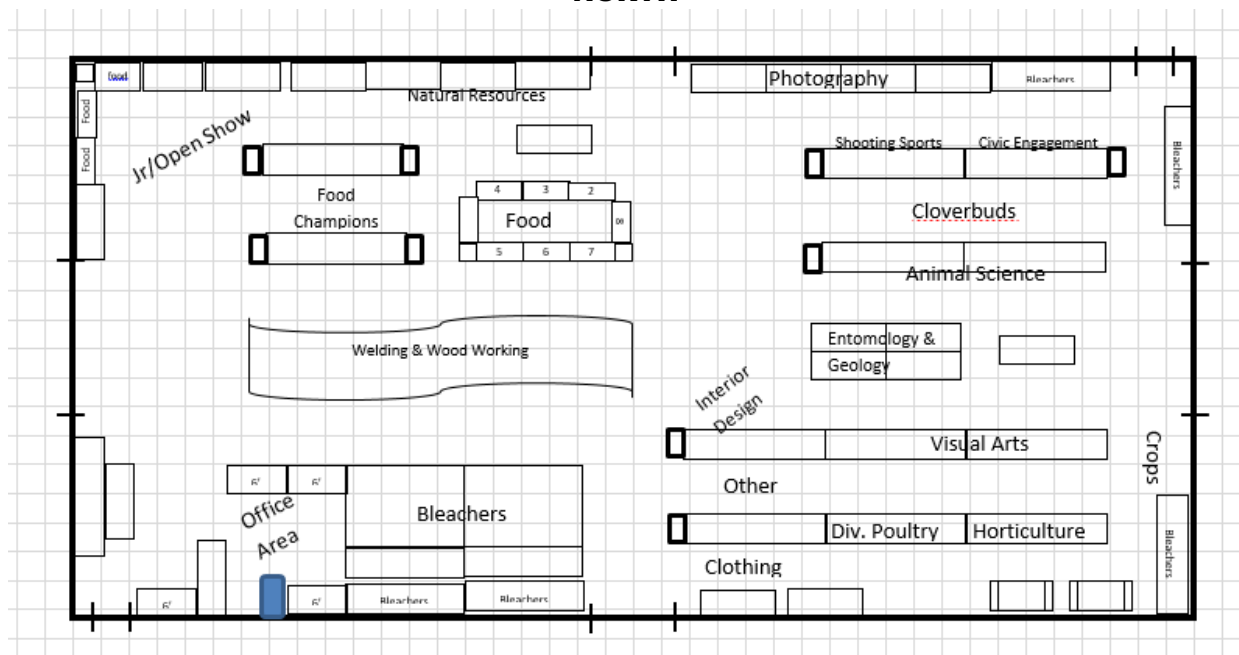 food
Natural Resources
Photography
Bleachers
Food
Food
Jr/Open Show
Shooting Sports
Civic Engagement
Bleachers
Food
Champions
4
3
2
Food
8
5
6
7
Cloverbuds
Animal Science
Welding & Wood Working
Entomology &
Geology
Interior
Design
Visual Arts
Crops
Other
Office
Area
6'
6'
Bleachers
Div. Poultry
Horticulture
Bleachers
Clothing
6'
6'
Bleachers
Bleachers